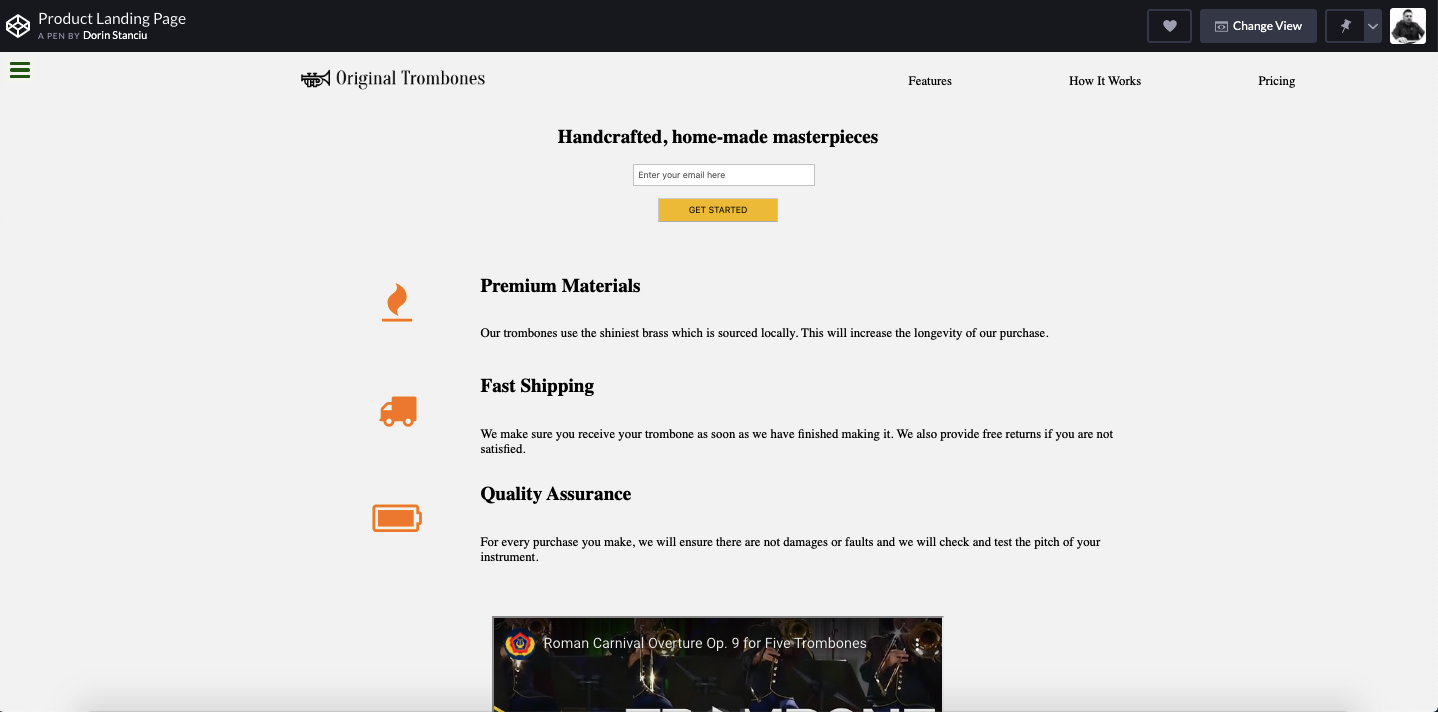 Product Landing Page
A PEN BY Dorin Stanciu
Change View
Original Trombones
Features
How It Works
Pricing
Handcrafted, home-made masterpieces
Enter your email here
GET STARTED
Premium Materials
Our trombones use the shiniest brass which is sourced locally. This will increase the longevity of our purchase.
Fast Shipping
We make sure you receive your trombone as soon as we have finished making it. We also provide free returns if you are not
satisfied.
Quality Assurance
For every purchase you make, we will ensure there are not damages or faults and we will check and test the pitch of your
instrument.
Roman Carnival Overture Op. 9 for Five Trombones